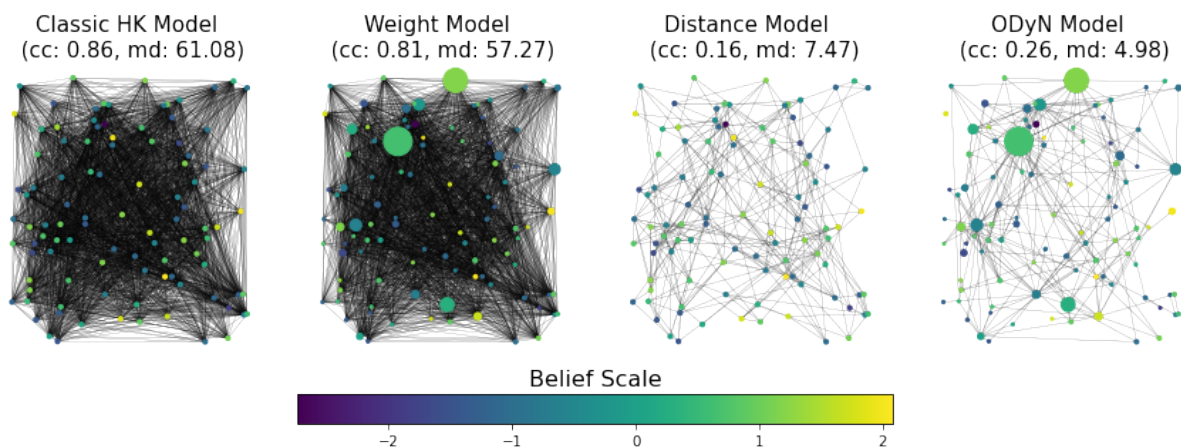 Classic HK Model
(cc: 0.86, md: 61.08)
Weight Model
(cc: 0.81, md: 57.27)
Distance Model
(cc: 0.16, md: 7.47)
ODyN Model
(cc: 0.26, md: 4.98)
Belief Scale
−2
−1
0
1
2